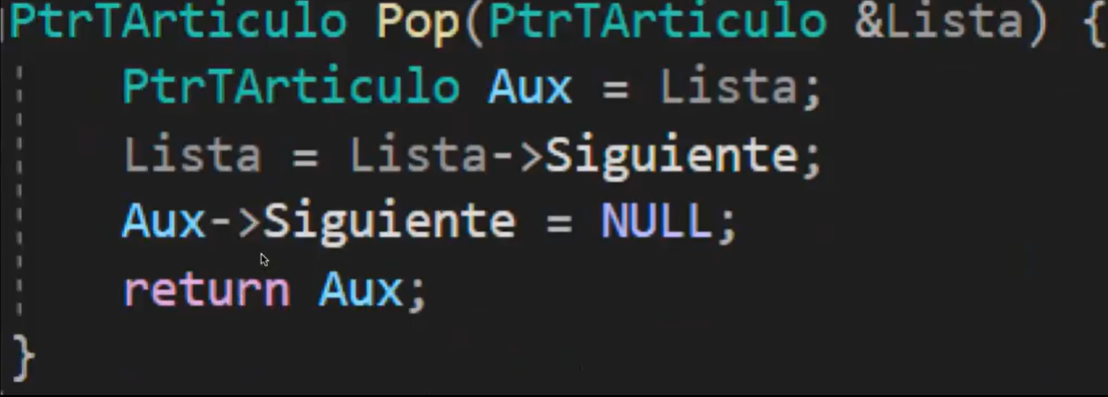 PtrTArticulo Pop(PtrTArticulo &Lista) {
PtrTArticulo Aux = Lista;
Lista = Lista->Siguiente;
Aux->Siguiente = NULL;
return Aux;
}